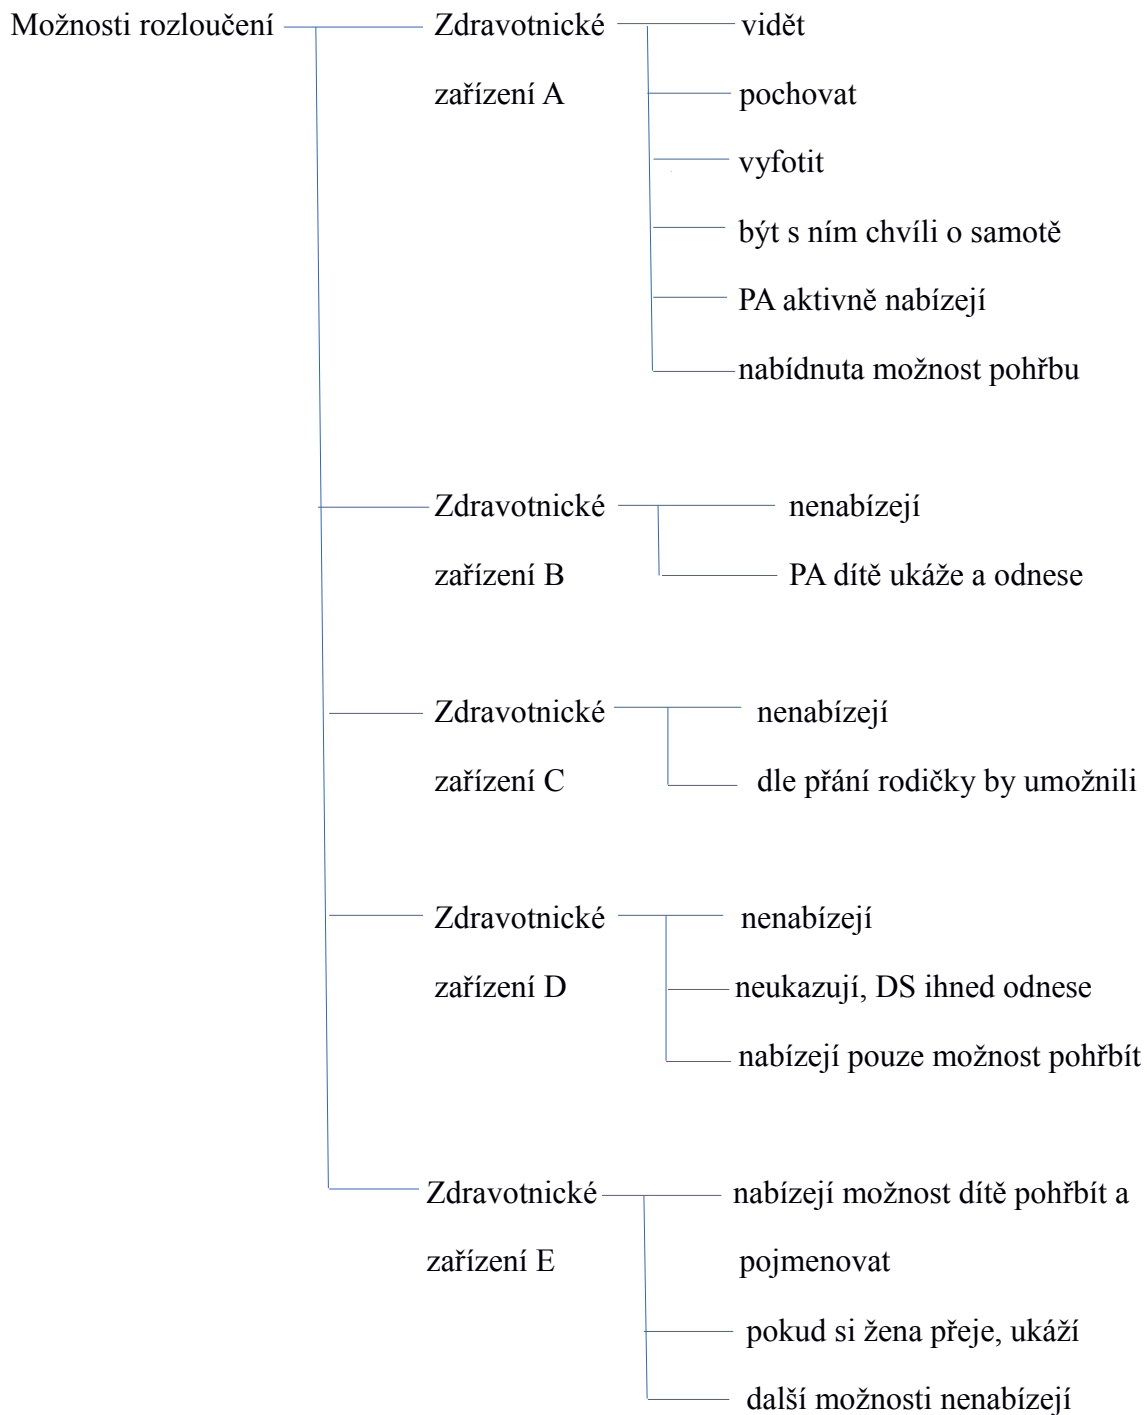 Možnosti rozloučení
Zdravotnické
zařízení A
vidět
pochovat
vyfotit
být s ním chvíli o samotě
PA aktivně nabízejí
nabídnuta možnost pohřbu
Zdravotnické
zařízení B
nenabízejí
PA dítě ukáže a odnese
Zdravotnické
zařízení C
nenabízejí
dle přání rodičky by umožnili
Zdravotnické
zařízení D
nenabízejí
neukazují, DS ihned odnese
nabízejí pouze možnost pohřbít
Zdravotnické
zařízení E
nabízejí možnost dítě pohřbít a
pojmenovat
pokud si žena přeje, ukáží
další možnosti nenabízejí